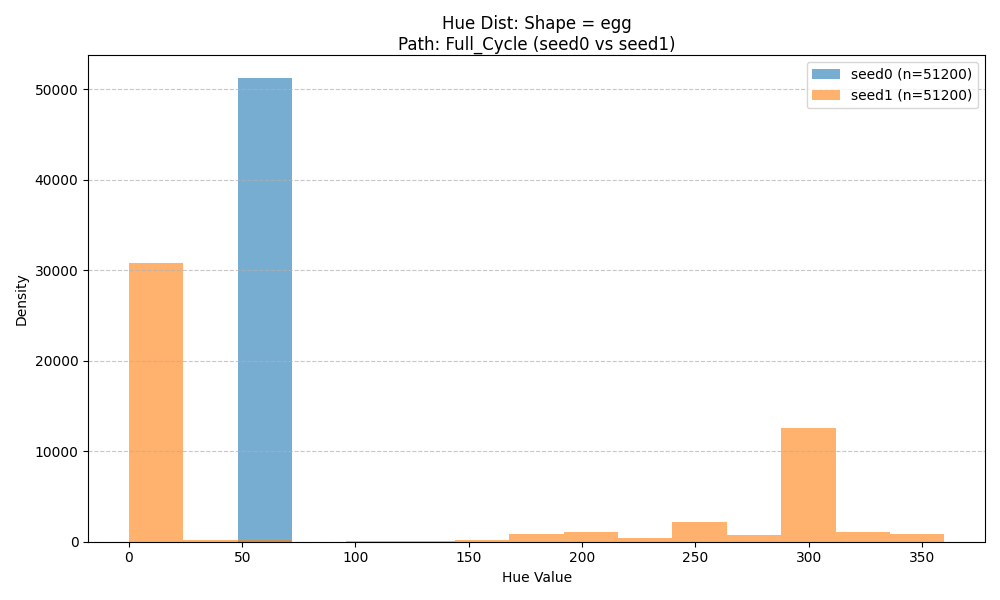 Hue Dist: Shape = egg
Path: Full_Cycle (seed0 vs seed1)
seed0 (n=51200)
seed1 (n=51200)
Density
50000
40000
30000
20000
10000
0
0 50 100 150 200 250 300 350
Hue Value